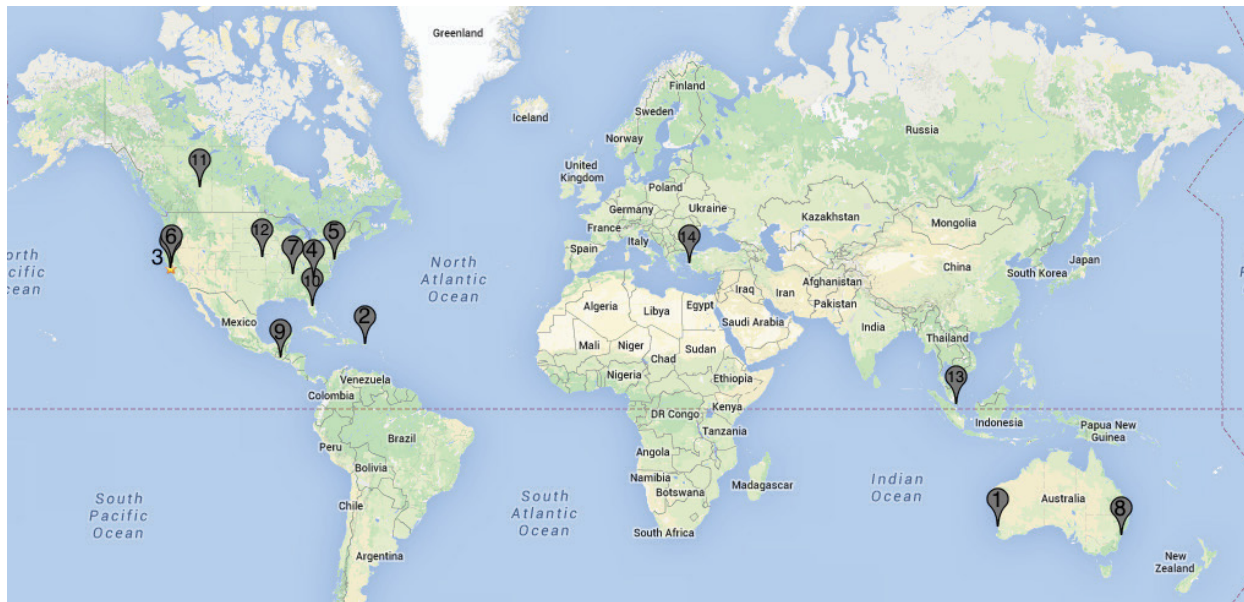 Greenland
Finland
Iceland
Sweden
Russia
Norway
11
United
Kingdom
Poland
Germany
Ukraine
Kazakhstan
Mongolia
France
6
12
7
4
5
14
Spain
Italy
3
orth
acific
cean
North
Atlantic
Ocean
China
Japan
South Korea
10
Iraq
Iran
Afghanistan
Pakistan
Algeria
Libya
Egypt
Saudi Arabia
India
Mexico
2
9
Mali
Niger
Chad
Sudan
Thailand
Nigeria
Ethiopia
13
Venezuela
Colombia
DR Congo
Kenya
Tanzania
Indonesia
Papua New
Guinea
Peru
Brazil
Angola
Bolivia
Namibia
Botswana
Madagascar
Indian
Ocean
South
Pacific
Ocean
Chile
South
Atlantic
Ocean
1
Australia
8
South Africa
Argentina
New
Zealand